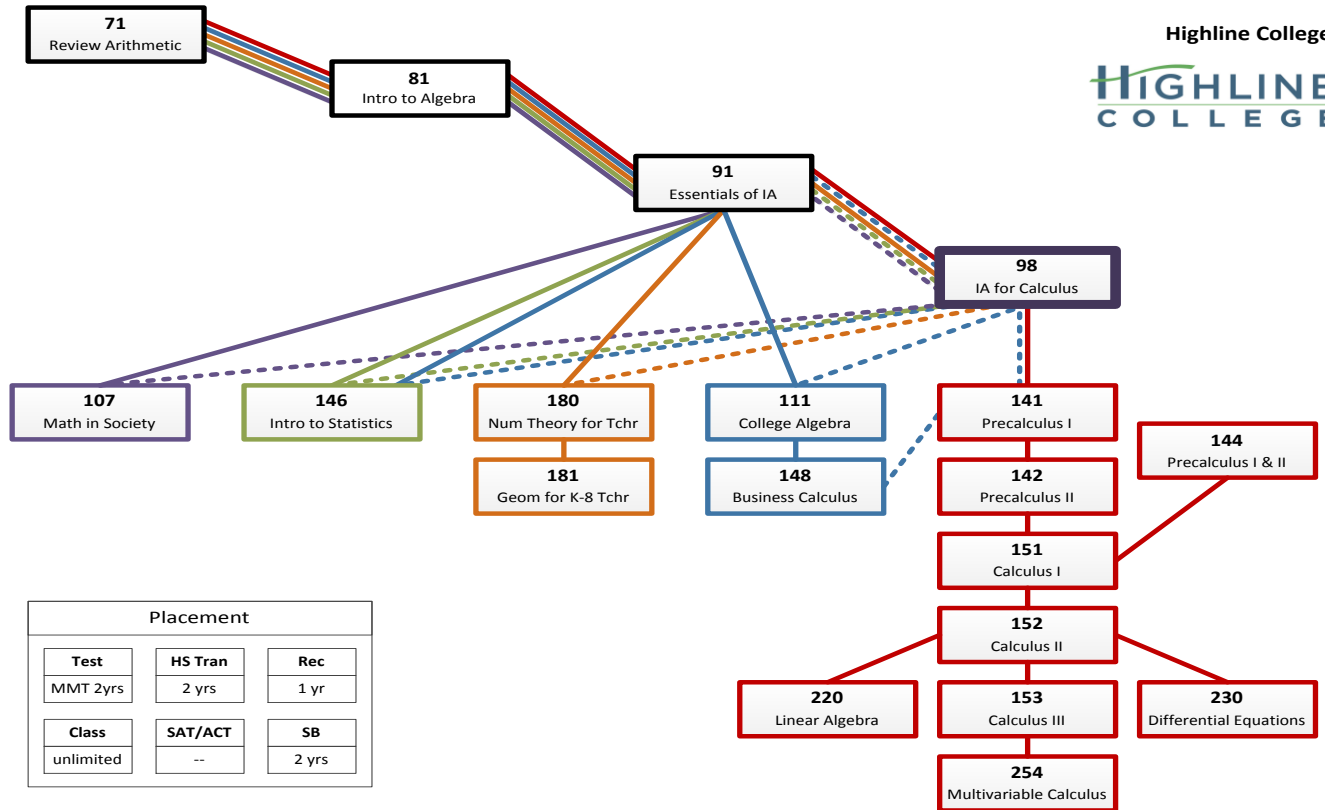 71
Review Arithmetic
Highline College
HIGHLINE
COLLEGE
81
Intro to Algebra
91
Essentials of IA
98
IA for Calculus
107
Math in Society
146
Intro to Statistics
180
Num Theory for Tchr
111
College Algebra
141
Precalculus I
144
Precalculus I & II
181
Geom for K-8 Tchr
148
Business Calculus
142
Precalculus II
151
Calculus I
152
Calculus II
220
Linear Algebra
153
Calculus III
230
Differential Equations
254
Multivariable Calculus
Placement
Test
MMT 2yrs
HS Tran
2 yrs
Rec
1 yr
Class
unlimited
SAT/ACT
--
SB
2 yrs